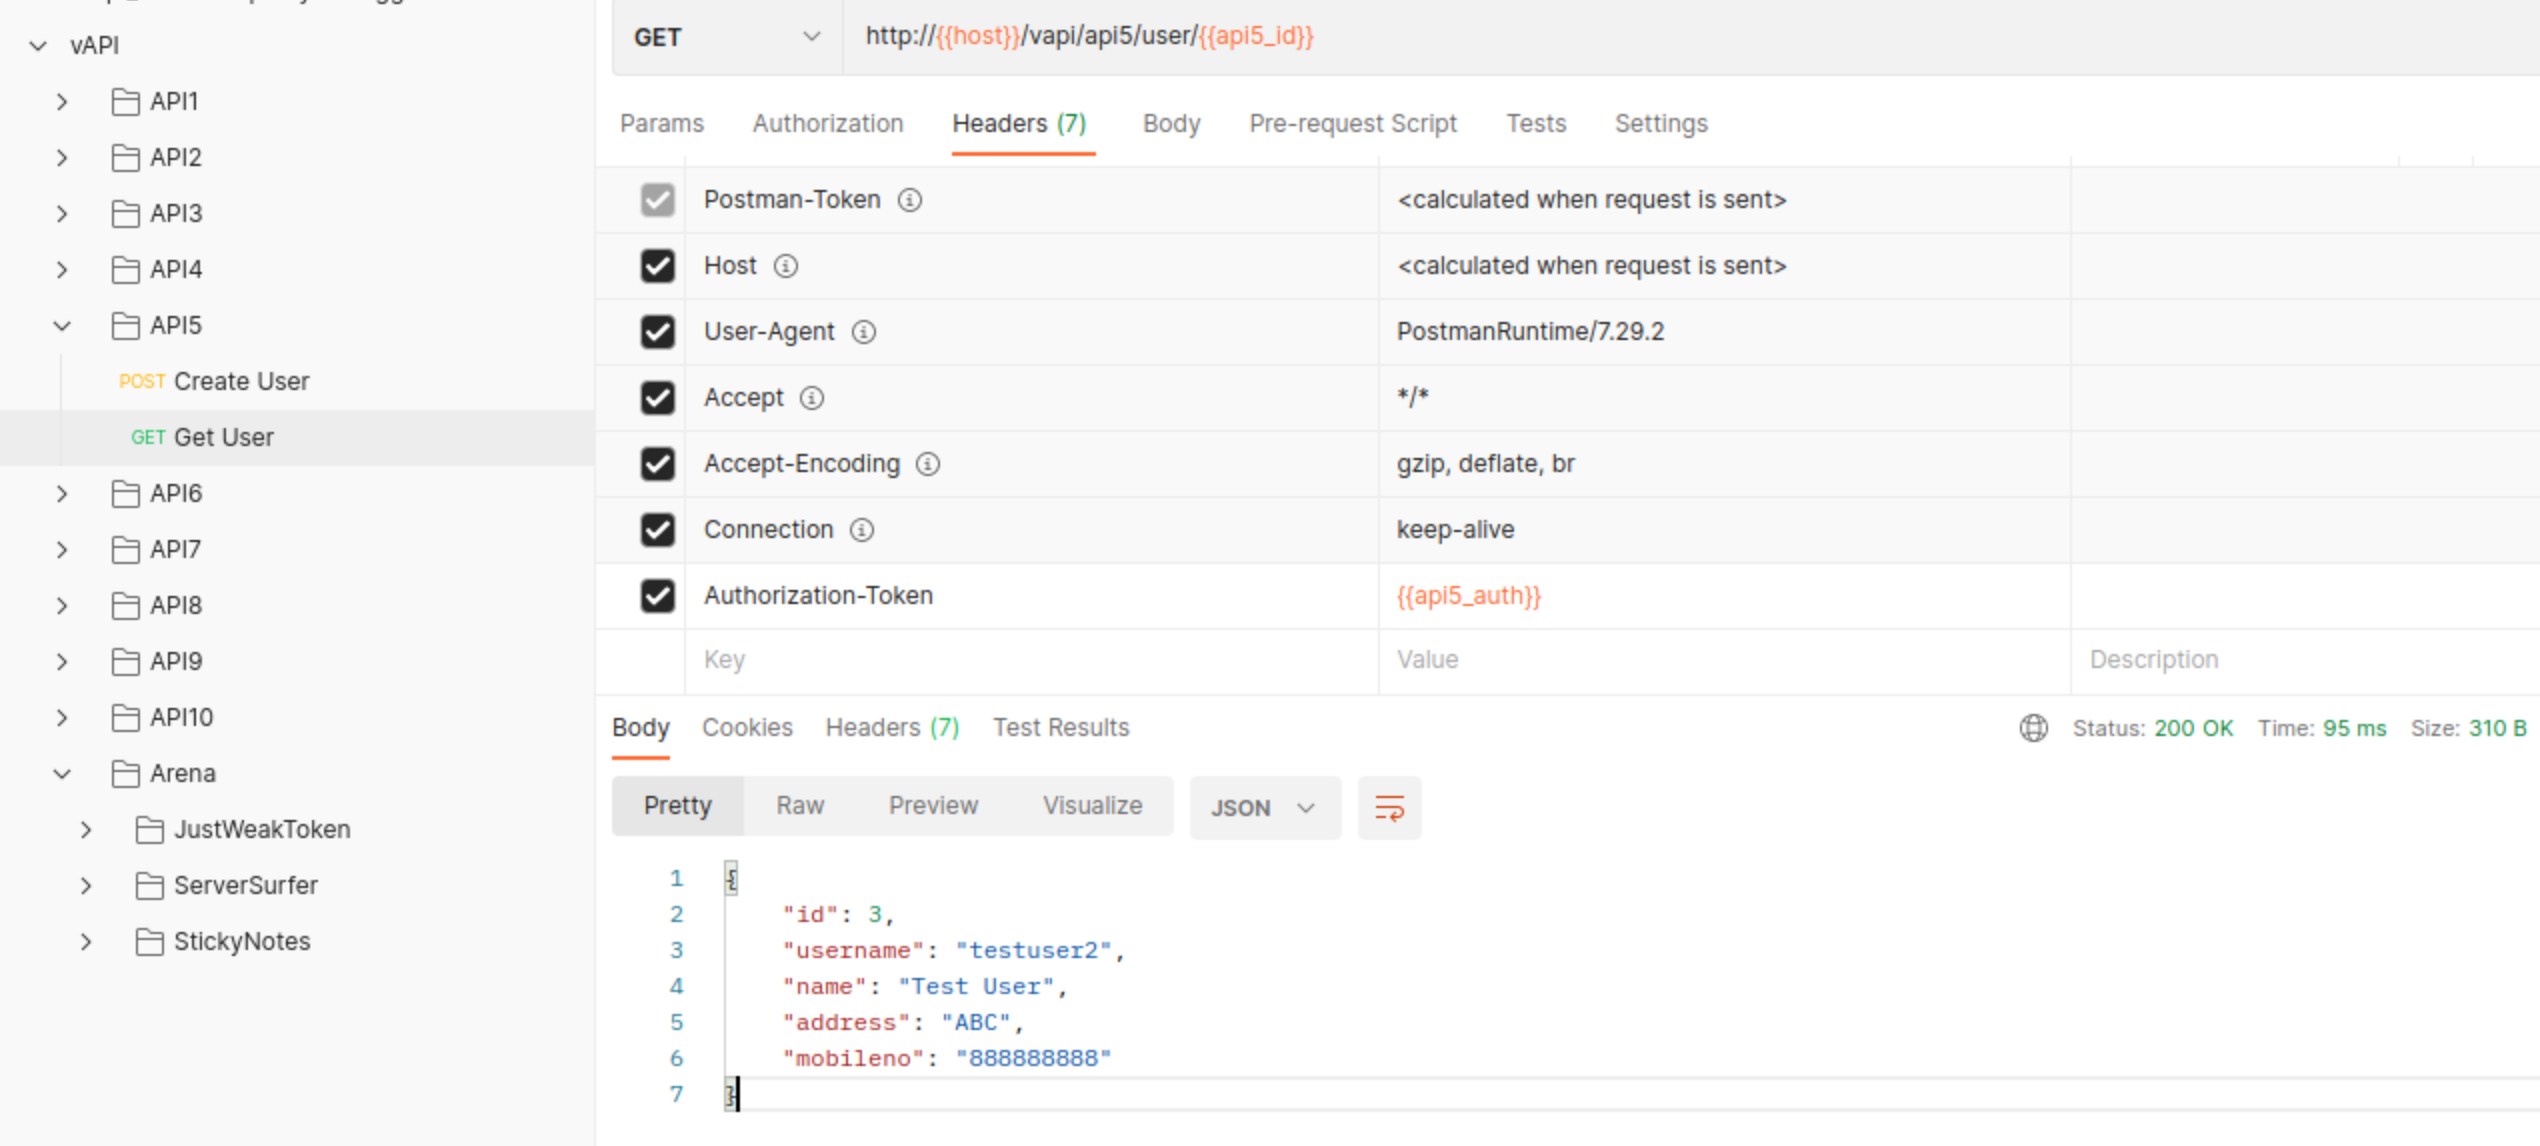 vAPI
API1
API2
API3
API4
API5
POST Create User
GET Get User
API6
API7
API8
API9
API10
Arena
JustWeakToken
ServerSurfer
StickyNotes
GET http://{{host}}/vapi/api5/user/{{api5_id}}
Params Authorization Headers (7) Body Pre-request Script Tests Settings
Postman-Token <calculated when request is sent>
Host <calculated when request is sent>
User-Agent PostmanRuntime/7.29.2
Accept */*
Accept-Encoding gzip, deflate, br
Connection keep-alive
Authorization-Token {{api5_auth}}
Key Value Description
Body Cookies Headers (7) Test Results Status: 200 OK Time: 95 ms Size: 310 B
Pretty Raw Preview Visualize JSON
1 {
2 "id": 3,
3 "username": "testuser2",
4 "name": "Test User",
5 "address": "ABC",
6 "mobileno": "888888888"
7 }